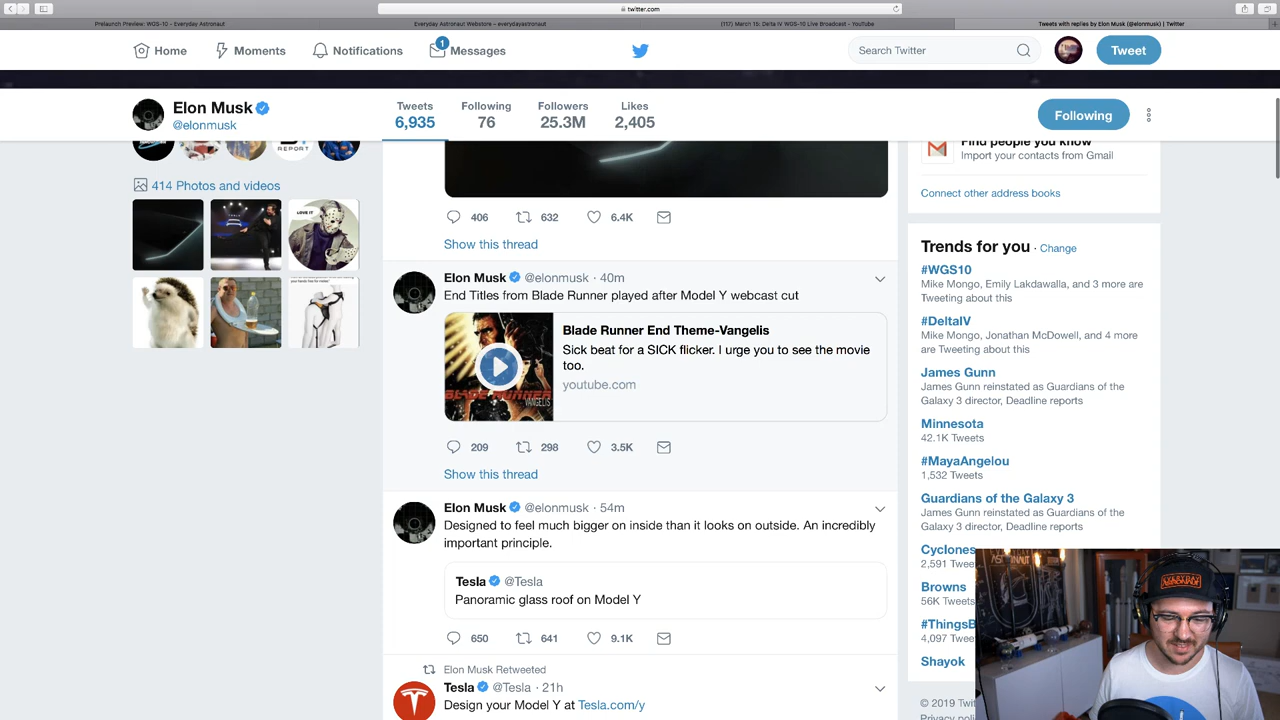 twitter.com
Prelaunch Preview: WGS-10 - Everyday Astronaut
Everyday Astronaut Webstore – everydayastronaut
(17) March 15: Delta IV WGS-10 Live Broadcast - YouTube
Tweets with replies by Elon Musk (@elonmusk) | Twitter
Home
Moments
Notifications
1
Messages
Search Twitter
Tweet
Elon Musk
@elonmusk
Tweets
6,935
Following
76
Followers
25.3M
Likes
2,405
Following
REPORT
414 Photos and videos
LOVE IT
406
632
6.4K
Show this thread
Elon Musk @elonmusk · 40m
End Titles from Blade Runner played after Model Y webcast cut
BLADE RUNNER
VANGELIS
Blade Runner End Theme-Vangelis
Sick beat for a SICK flicker. I urge you to see the movie
too.
youtube.com
209
298
3.5K
Show this thread
Elon Musk @elonmusk · 54m
Designed to feel much bigger on inside than it looks on outside. An incredibly
important principle.
Tesla @Tesla
Panoramic glass roof on Model Y
650
641
9.1K
Elon Musk Retweeted
Tesla @Tesla · 21h
Design your Model Y at Tesla.com/y
Find people you know
Import your contacts from Gmail
Connect other address books
Trends for you · Change
#WGS10
Mike Mongo, Emily Lakdawalla, and 3 more are
Tweeting about this
#DeltaIV
Mike Mongo, Jonathan McDowell, and 4 more
are Tweeting about this
James Gunn
James Gunn reinstated as Guardians of the
Galaxy 3 director, Deadline reports
Minnesota
42.1K Tweets
#MayaAngelou
1,532 Tweets
Guardians of the Galaxy 3
James Gunn reinstated as Guardians of the
Galaxy 3 director, Deadline reports
Cyclones
2,591 Twee
Browns
56K Tweets
#ThingsB
4,097 Twee
Shayok
© 2019 Twit
Privacy poli
EVERYDAY
ASTRONAUT